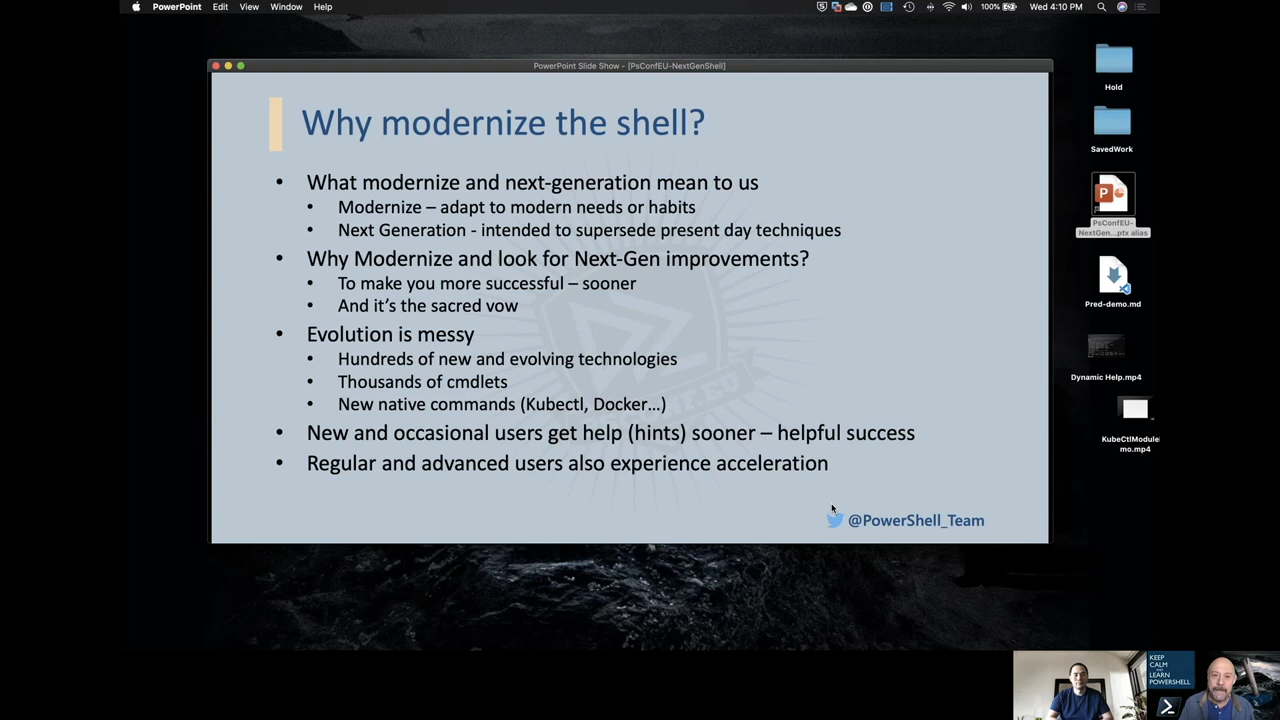 PowerPoint Edit View Window Help
100% Wed 4:10 PM
PowerPoint Slide Show - [PsConfEU-NextGenShell]
Why modernize the shell?
• What modernize and next-generation mean to us
• Modernize – adapt to modern needs or habits
• Next Generation - intended to supersede present day techniques
• Why Modernize and look for Next-Gen improvements?
• To make you more successful – sooner
• And it's the sacred vow
• Evolution is messy
• Hundreds of new and evolving technologies
• Thousands of cmdlets
• New native commands (Kubectl, Docker…)
• New and occasional users get help (hints) sooner – helpful success
• Regular and advanced users also experience acceleration
@PowerShell_Team
Hold
SavedWork
PsConfEU-
NextGen...ptx alias
Pred-demo.md
Dynamic Help.mp4
KubeCtlModule
mo.mp4
KEEP
CALM
AND
LEARN
POWERSHELL